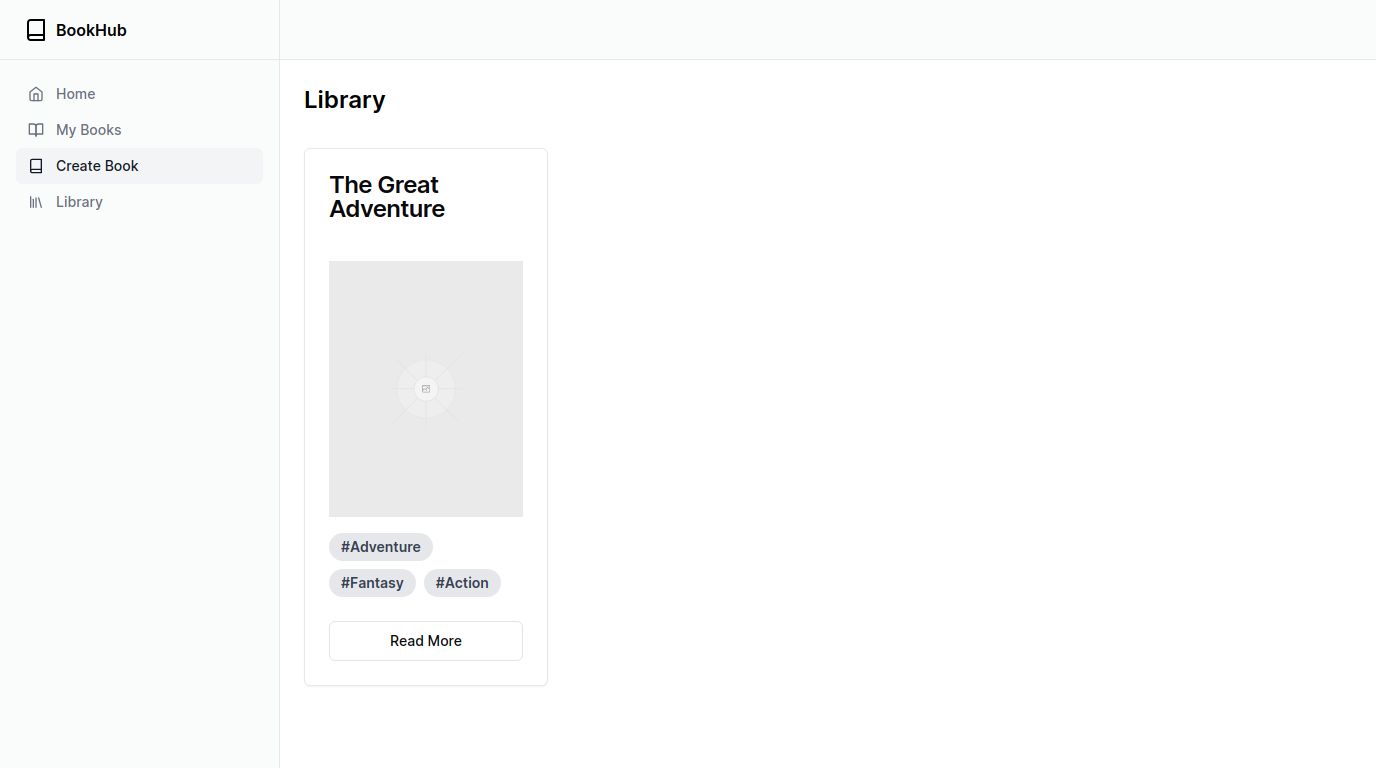 BookHub
Home
My Books
Create Book
Library
Library
The Great
Adventure
#Adventure
#Fantasy #Action
Read More